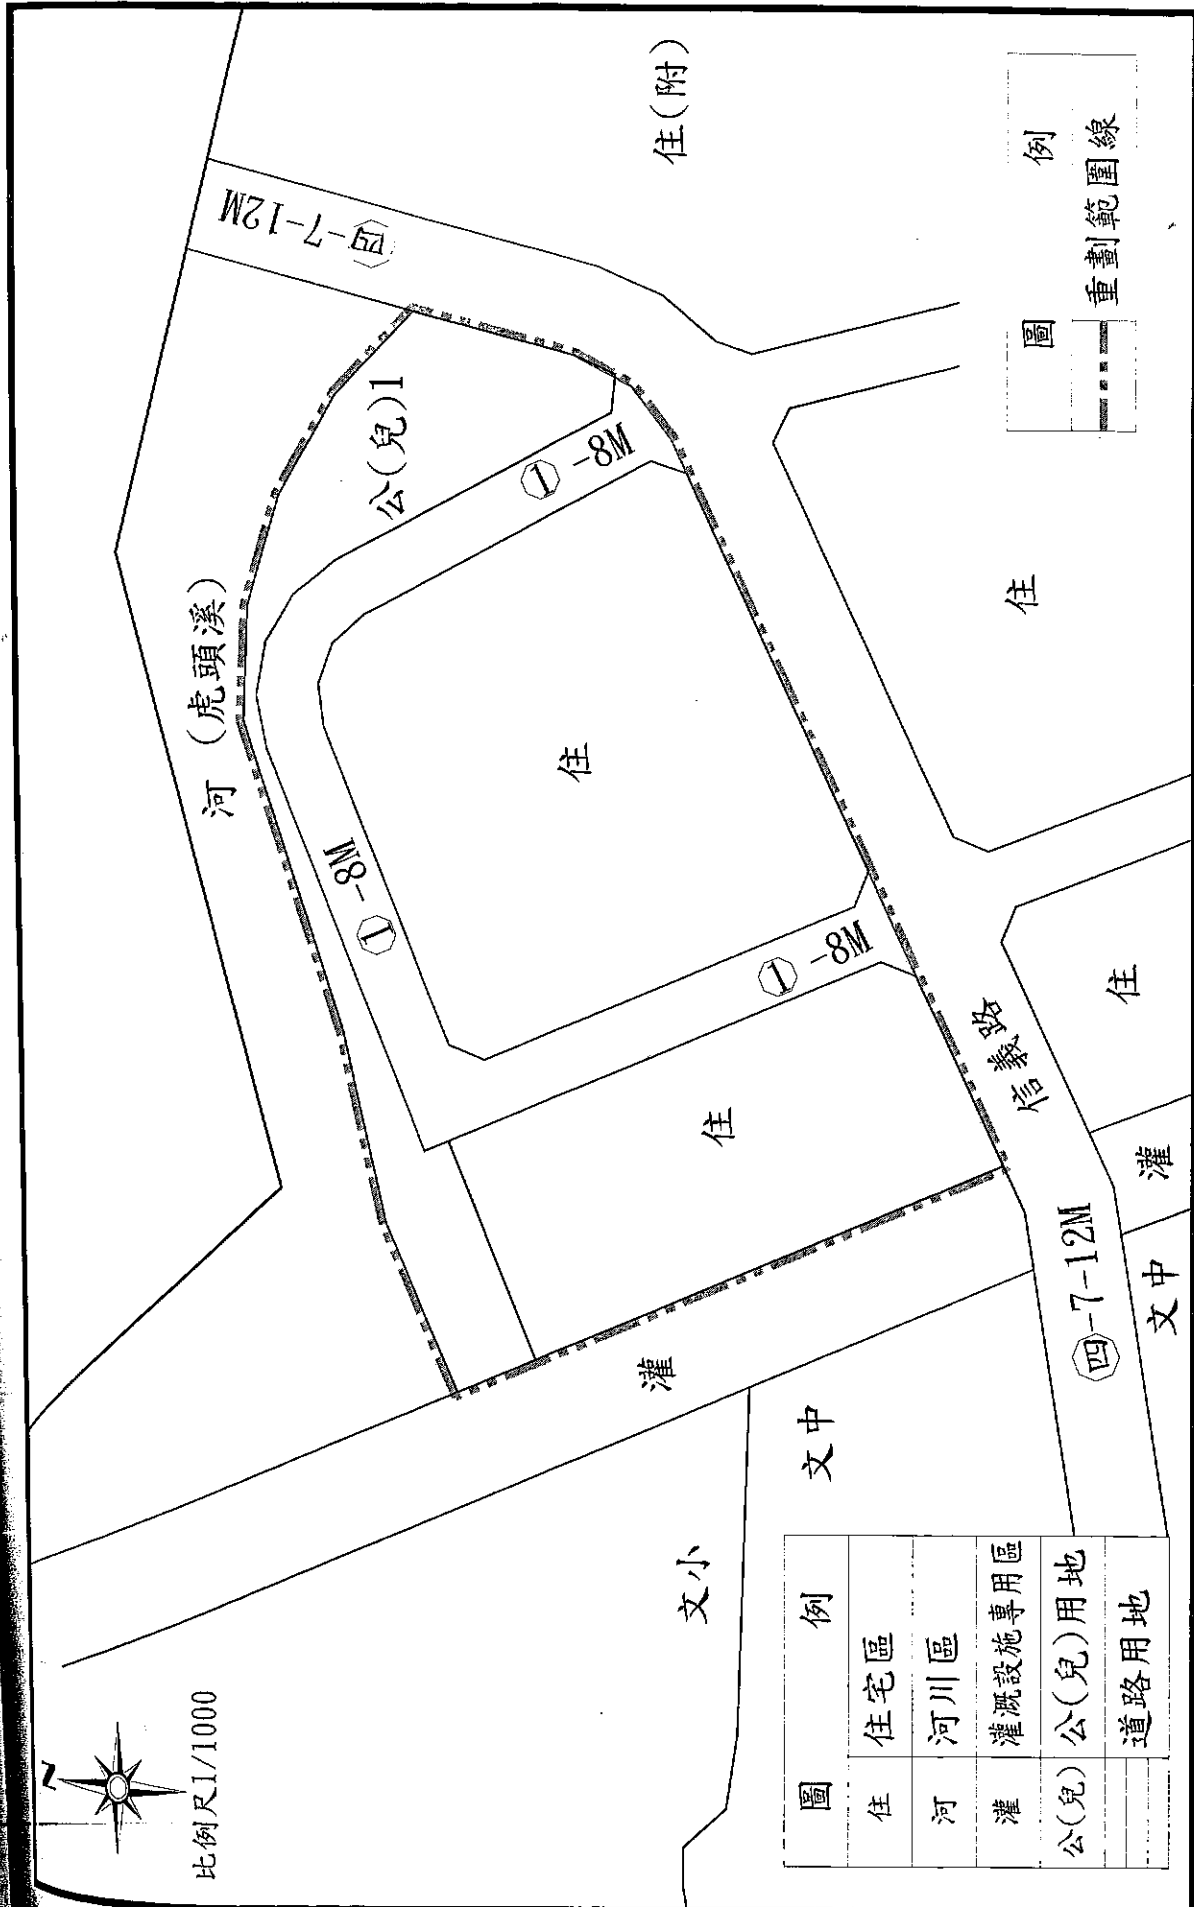 N
比例尺1/1000
河 (虎頭溪)
四-7-12M
住(附)
公(兒)1
1-8M
1-8M
1-8M
住
住
住
住
灌
灌
信義路
四-7-12M
文小
文中
文中
圖例
住 住宅區
河 河川區
灌 灌溉設施專用區
公(兒) 公(兒)用地
道路用地
圖例
重劃範圍線